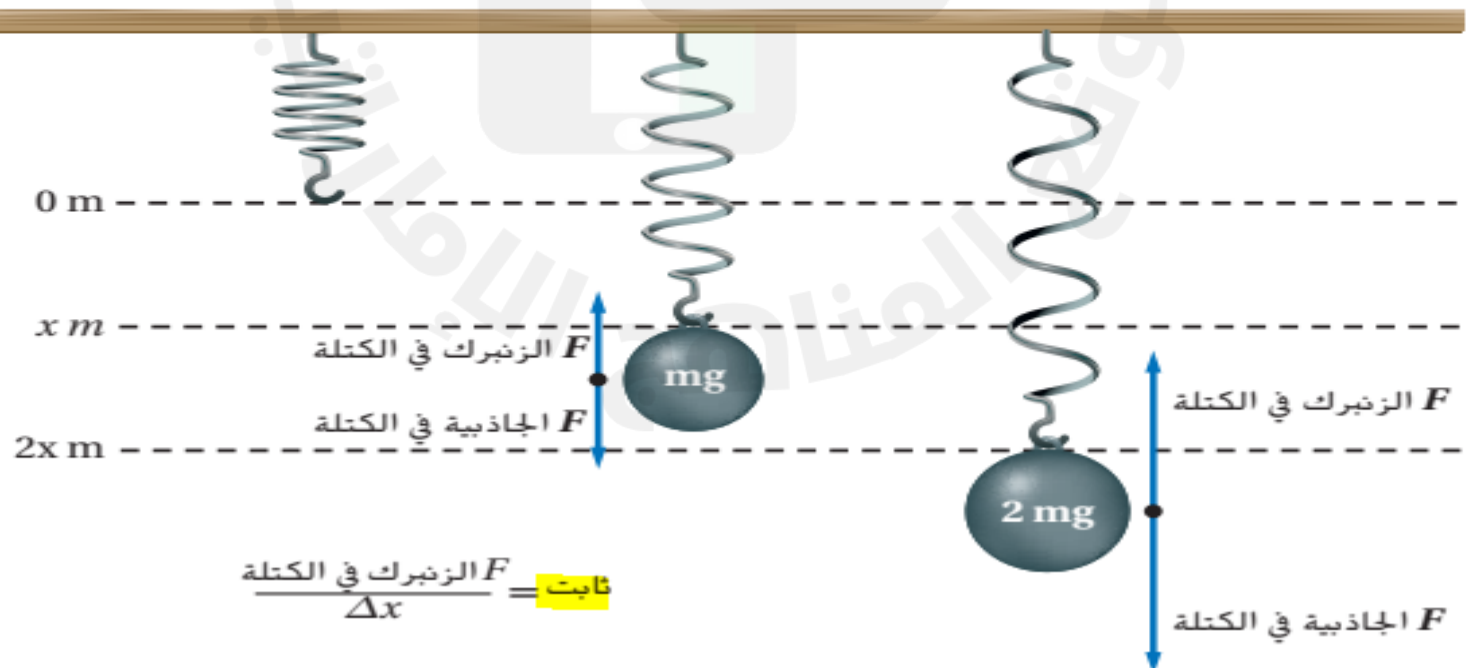 0 m
x m
F الزنبرك في الكتلة
mg
F الجاذبية في الكتلة
F الزنبرك في الكتلة
2x m
2 mg
F الزنبرك في الكتلة / Δx = ثابت
F الجاذبية في الكتلة